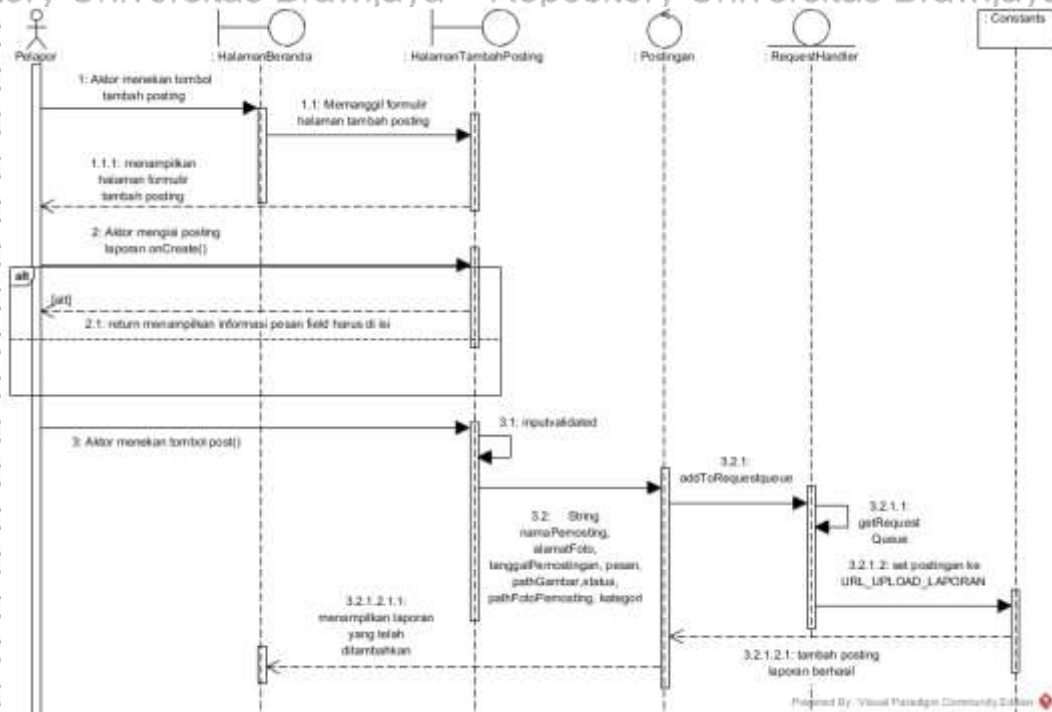 Repository Universitas Brawijaya
Pelapor
: HalamanBeranda
: HalamanTambahPosting
: Postingan
: RequestHandler
: Constants
1: Aktor menekan tombol
tambah posting
1.1: Memanggil formulir
halaman tambah posting
1.1.1: menampilkan
halaman formulir
tambah posting
2: Aktor mengisi posting
laporan onCreate()
alt
[alt]
2.1: return menampilkan informasi pesan field harus di isi
3: Aktor menekan tombol post()
3.1: inputvalidated
3.2: String
namaPemosting,
alamatFoto,
tanggalPemostingan, pesan,
pathGambar,status,
pathFotoPemosting, kategori
3.2.1:
addToRequestqueue
3.2.1.1:
getRequest
Queue
3.2.1.2: set postingan ke
URL_UPLOAD_LAPORAN
3.2.1.2.1: tambah posting
laporan berhasil
3.2.1.2.1.1:
menampilkan laporan
yang telah
ditambahkan
Powered By Visual Paradigm Community Edition